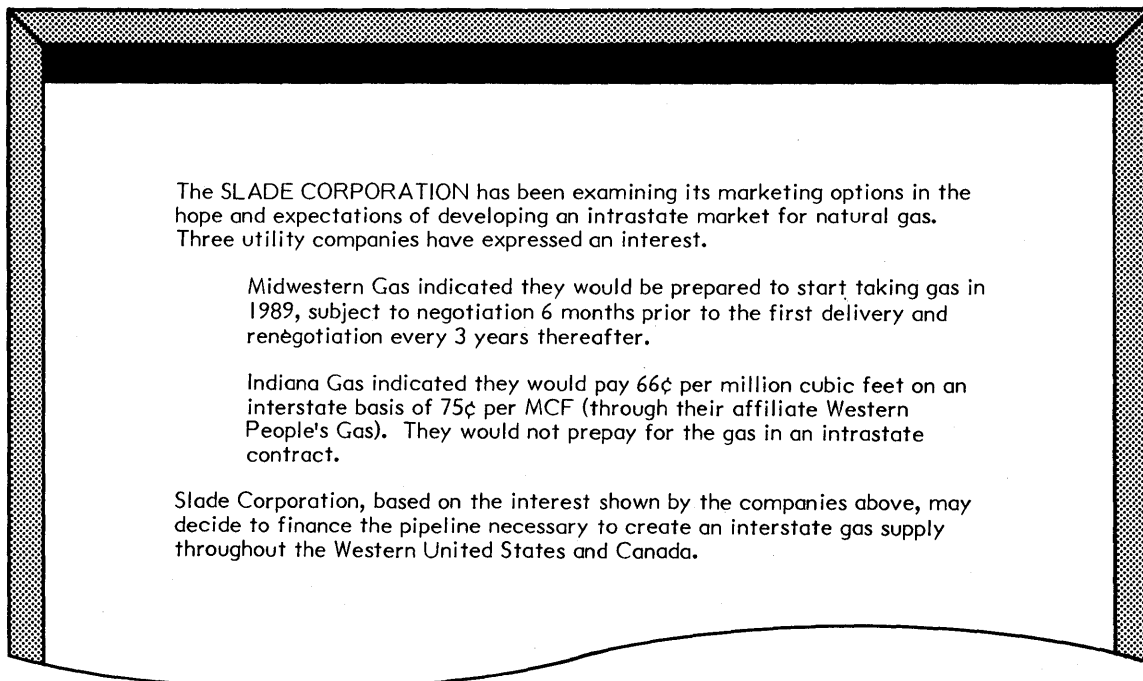 The SLADE CORPORATION has been examining its marketing options in the
hope and expectations of developing an intrastate market for natural gas.
Three utility companies have expressed an interest.
Midwestern Gas indicated they would be prepared to start taking gas in
1989, subject to negotiation 6 months prior to the first delivery and
renegotiation every 3 years thereafter.
Indiana Gas indicated they would pay 66¢ per million cubic feet on an
interstate basis of 75¢ per MCF (through their affiliate Western
People's Gas). They would not prepay for the gas in an intrastate
contract.
Slade Corporation, based on the interest shown by the companies above, may
decide to finance the pipeline necessary to create an interstate gas supply
throughout the Western United States and Canada.